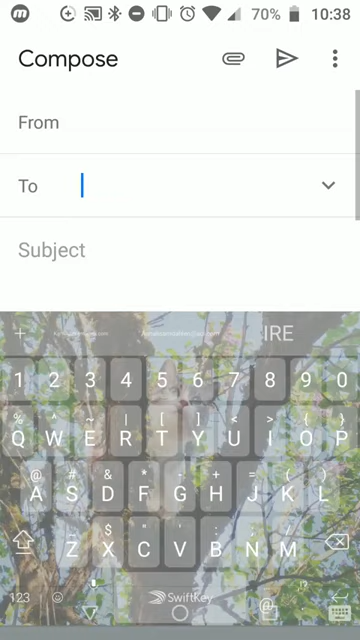 70% 10:38
Compose
From
To
Subject
IRE
1 2 3 4 5 6 7 8 9 0
% ^ ~ | [ ] < > { }
Q W E R T Y U I O P
@ # & * - + = ( )
A S D F G H J K L
$ " ' : /
Z X C V B N M
123 SwiftKey !?